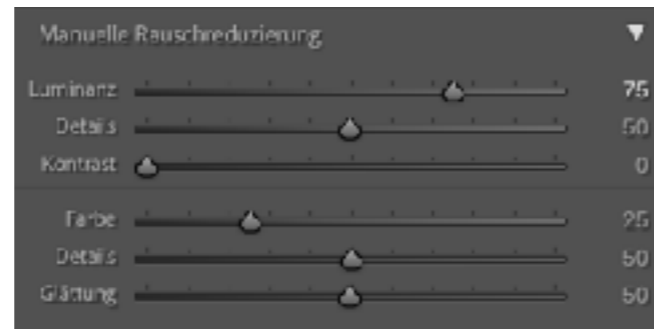 Manuelle Rauschreduzierung
Luminanz 75
Details 50
Kontrast 0
Farbe 25
Details 50
Glättung 50